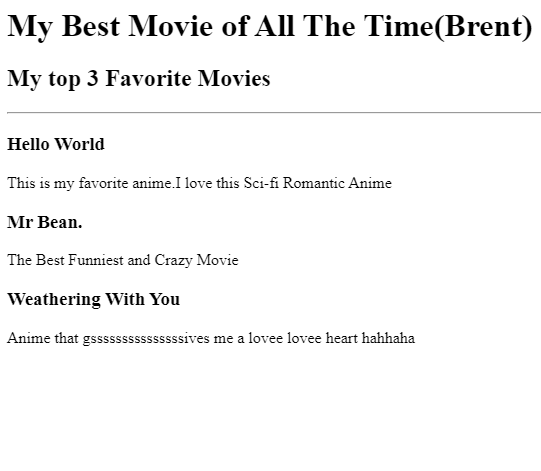 My Best Movie of All The Time(Brent)
My top 3 Favorite Movies
Hello World
This is my favorite anime.I love this Sci-fi Romantic Anime
Mr Bean.
The Best Funniest and Crazy Movie
Weathering With You
Anime that gsssssssssssssssives me a lovee lovee heart hahhaha